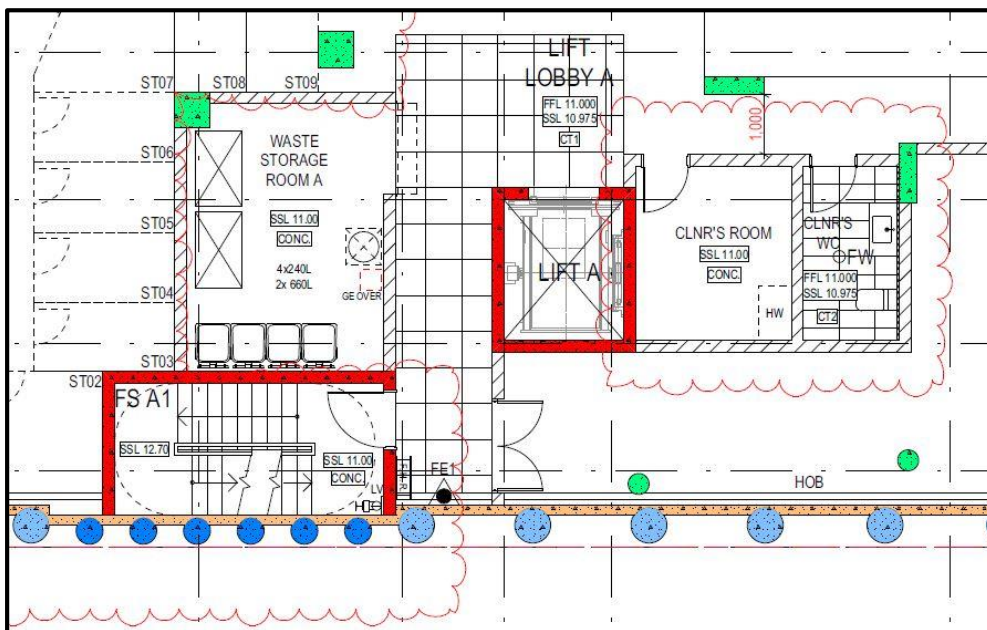 LIFT
LOBBY A
FFL 11.000
SSL 10.975
CT1
ST07
ST08
ST09
1.000
WASTE
STORAGE
ROOM A
ST06
SSL 11.00
CONC.
ST05
4x240L
2x 660L
GE OVER
ST04
ST03
ST02
LIFT A
CLNR'S ROOM
SSL 11.00
CONC.
HW
CLNR'S
WC
FW
FFL 11.000
SSL 10.975
CT2
FS A1
SSL 12.70
SSL 11.00
CONC.
LV
FE
HOB